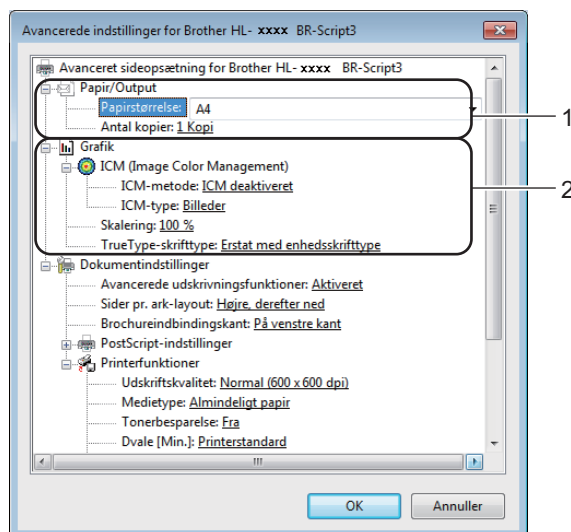 Avancerede indstillinger for Brother HL- xxxx BR-Script3
Avanceret sideopsætning for Brother HL- xxxx BR-Script3
Papir/Output
Papirstørrelse: A4
Antal kopier: 1 Kopi
1
Grafik
ICM (Image Color Management)
ICM-metode: ICM deaktiveret
ICM-type: Billeder
2
Skalering: 100 %
TrueType-skrifttype: Erstat med enhedsskrifttype
Dokumentindstillinger
Avancerede udskrivningsfunktioner: Aktiveret
Sider pr. ark-layout: Højre, derefter ned
Brochureindbindingskant: På venstre kant
PostScript-indstillinger
Printerfunktioner
Udskriftskvalitet: Normal (600 x 600 dpi)
Medietype: Almindeligt papir
Tonerbesparelse: Fra
Dvale [Min.]: Printerstandard
OK
Annuller